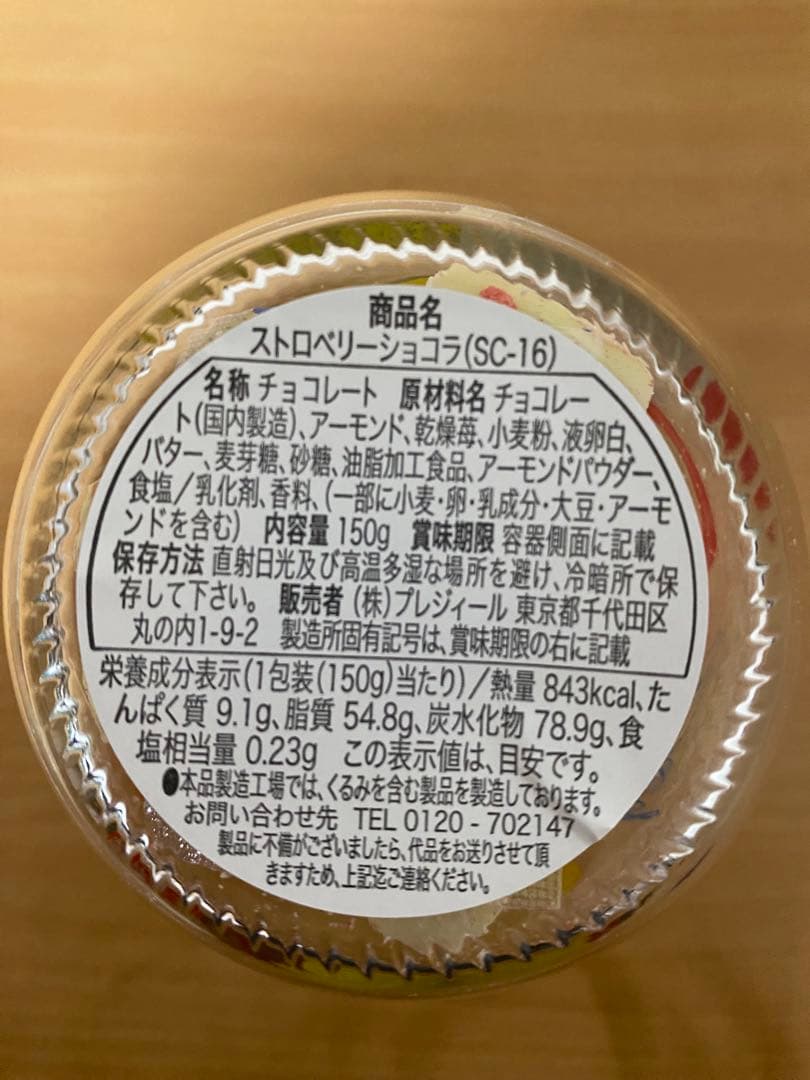 商品名
ストロベリーショコラ(SC-16)
名称 チョコレート 原材料名 チョコレー
ト(国内製造)、アーモンド、乾燥苺、小麦粉、液卵白、
バター、麦芽糖、砂糖、油脂加工食品、アーモンドパウダー、
食塩/乳化剤、香料、(一部に小麦・卵・乳成分・大豆・アーモ
ンドを含む) 内容量 150g 賞味期限 容器側面に記載
保存方法 直射日光及び高温多湿な場所を避け、冷暗所で保
存して下さい。 販売者 (株)プレジィール 東京都千代田区
丸の内1-9-2 製造所固有記号は、賞味期限の右に記載
栄養成分表示(1包装(150g)当たり)/熱量 843kcal、た
んぱく質 9.1g、脂質 54.8g、炭水化物 78.9g、食
塩相当量 0.23g この表示値は、目安です。
●本品製造工場では、くるみを含む製品を製造しております。
お問い合わせ先 TEL 0120-702147
製品に不備がございましたら、代品をお送りさせて頂
きますため、上記迄ご連絡ください。